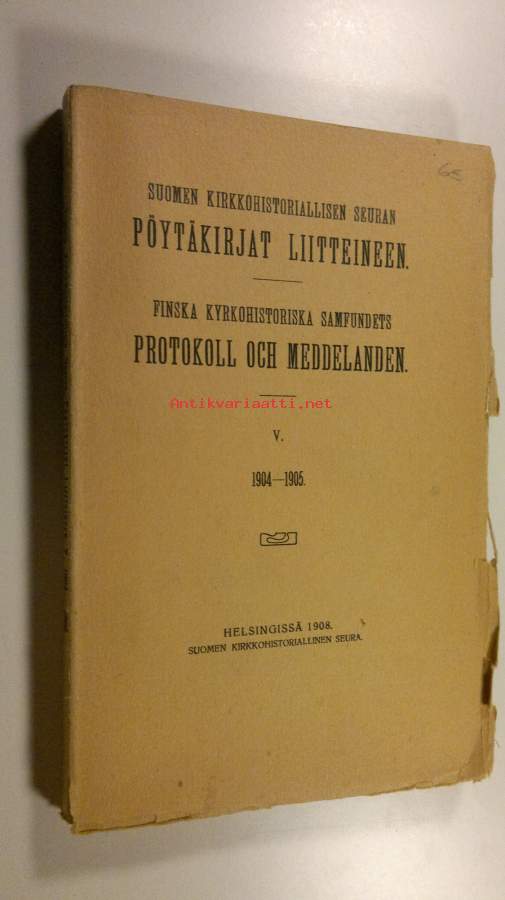 SUOMEN KIRKKOHISTORIALLISEN SEURAN
PÖYTÄKIRJAT LIITTEINEEN.
FINSKA KYRKOHISTORISKA SAMFUNDETS
PROTOKOLL OCH MEDDELANDEN.
Antikvariaatti.net
V.
1904—1905.
HELSINGISSÄ 1908.
SUOMEN KIRKKOHISTORIALLINEN SEURA.